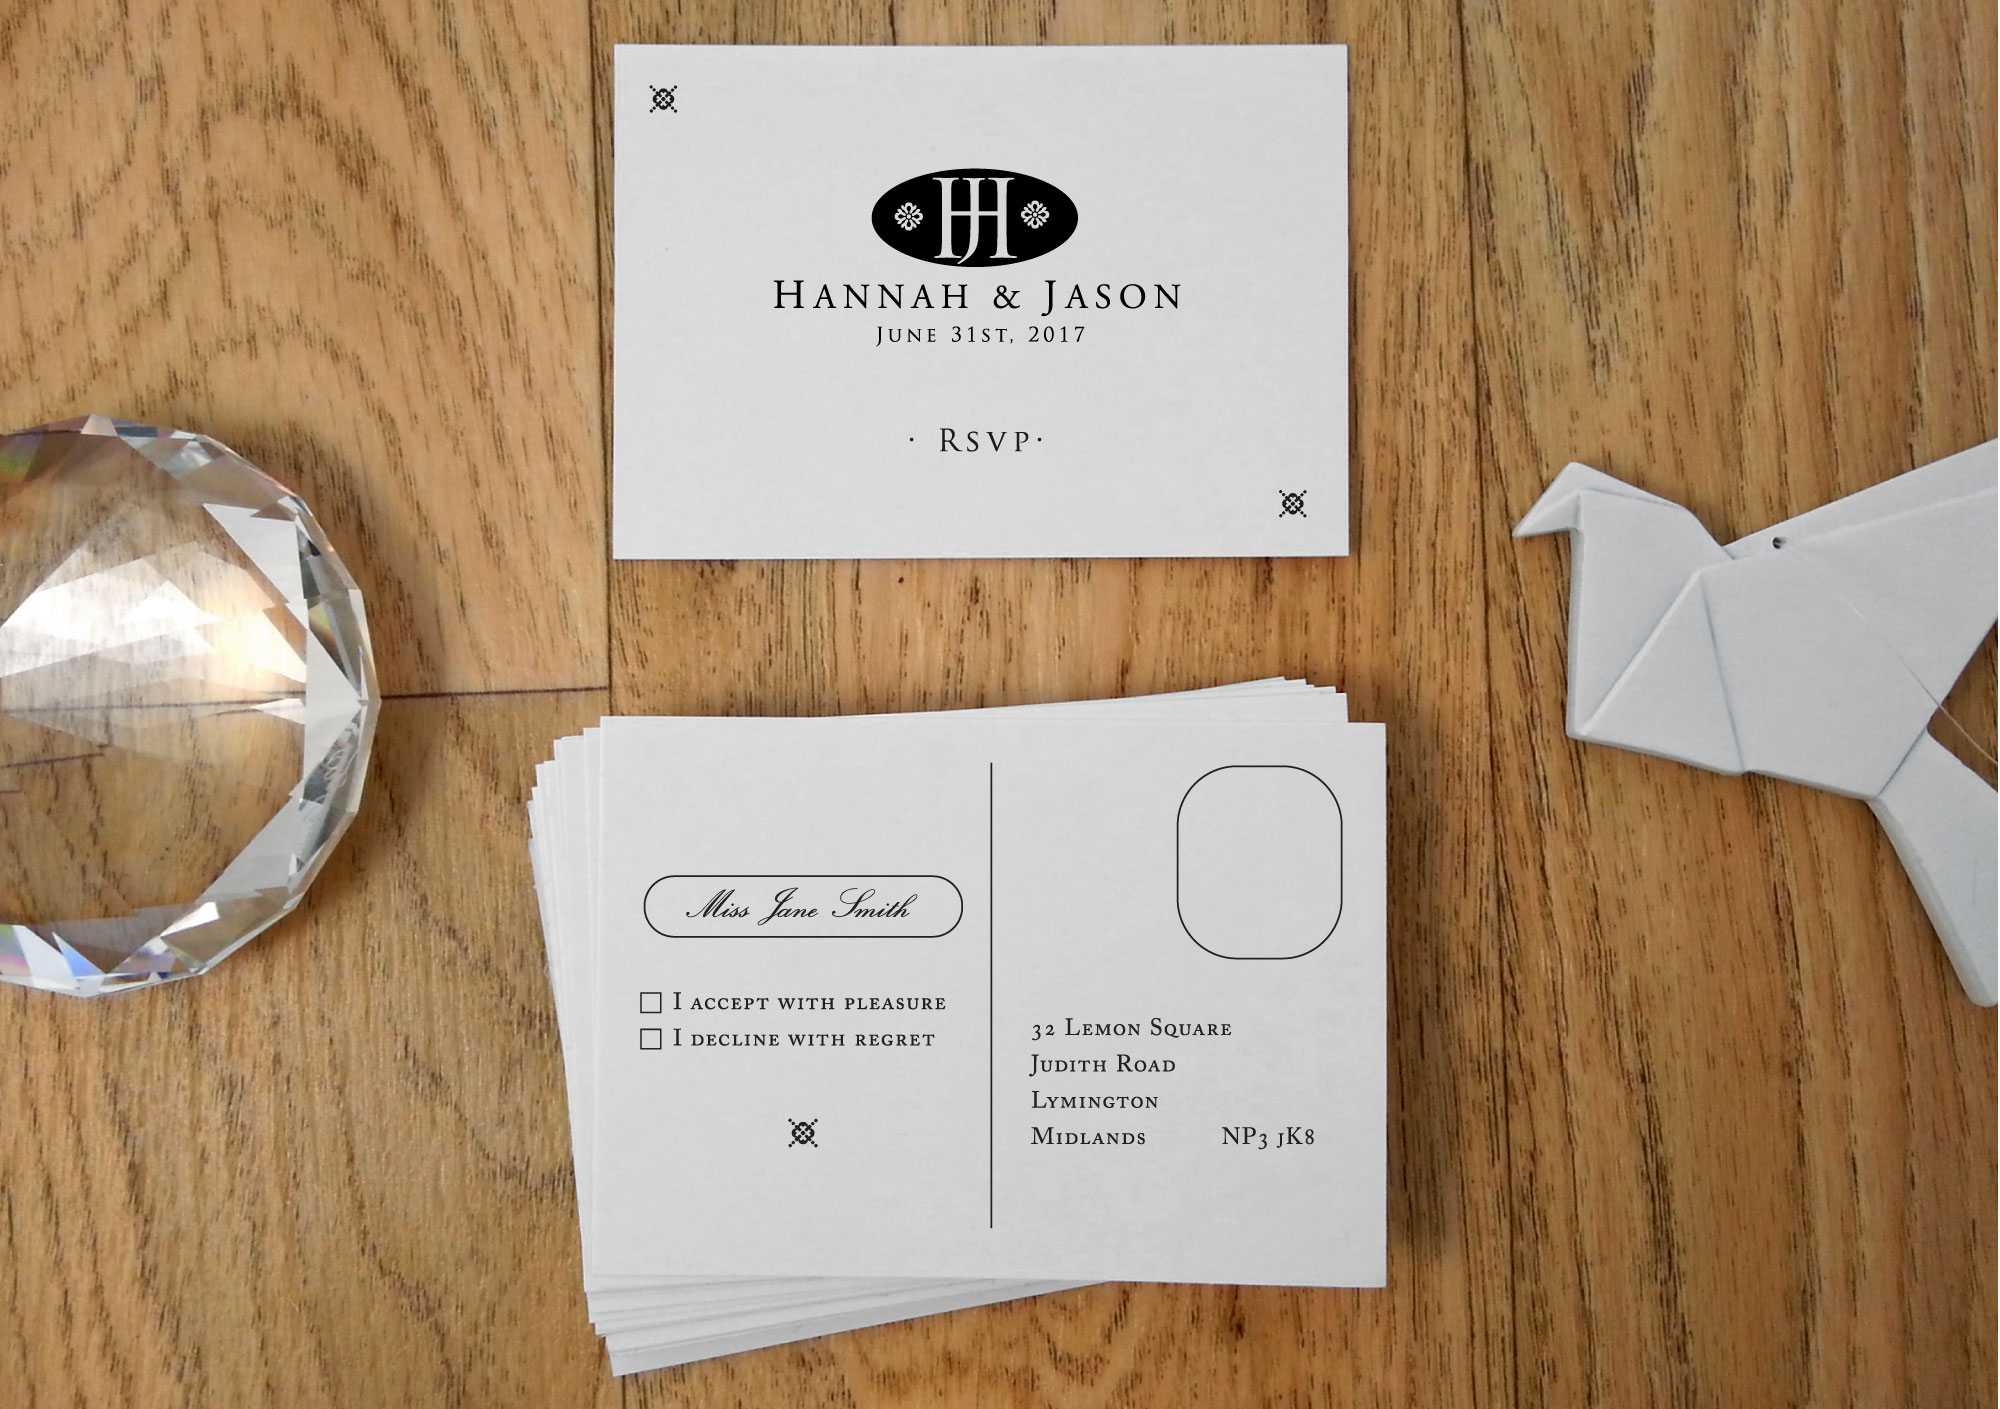 HJ
HANNAH & JASON
JUNE 31ST, 2017
· RSVP·
Miss Jane Smith
I ACCEPT WITH PLEASURE
I DECLINE WITH REGRET
32 LEMON SQUARE
JUDITH ROAD
LYMINGTON
MIDLANDS NP3 JK8